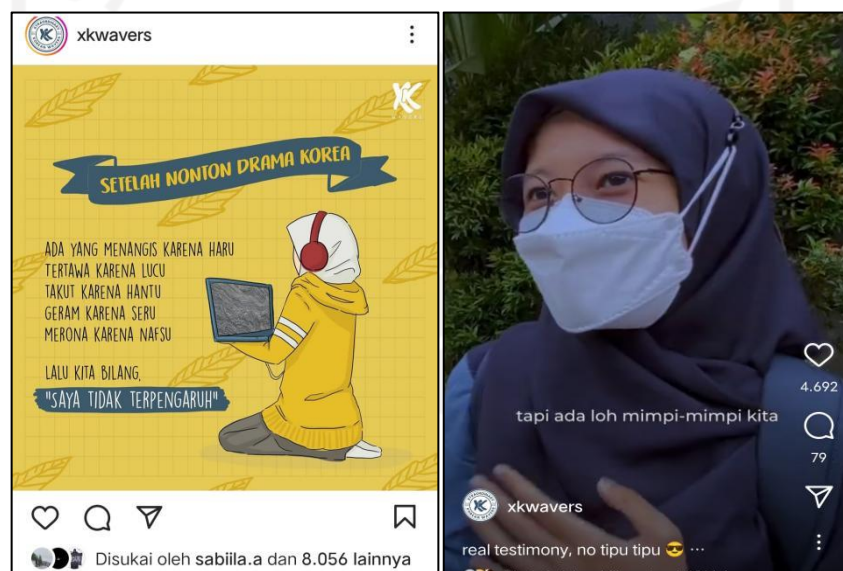 xkwavers
XK
SETELAH NONTON DRAMA KOREA
ADA YANG MENANGIS KARENA HARU
TERTAWA KARENA LUCU
TAKUT KARENA HANTU
GERAM KARENA SERU
MERONA KARENA NAFSU
LALU KITA BILANG,
"SAYA TIDAK TERPENGARUH"
Disukai oleh sabiila.a dan 8.056 lainnya
tapi ada loh mimpi-mimpi kita
4.692
79
xkwavers
real testimony, no tipu tipu 😎 ...